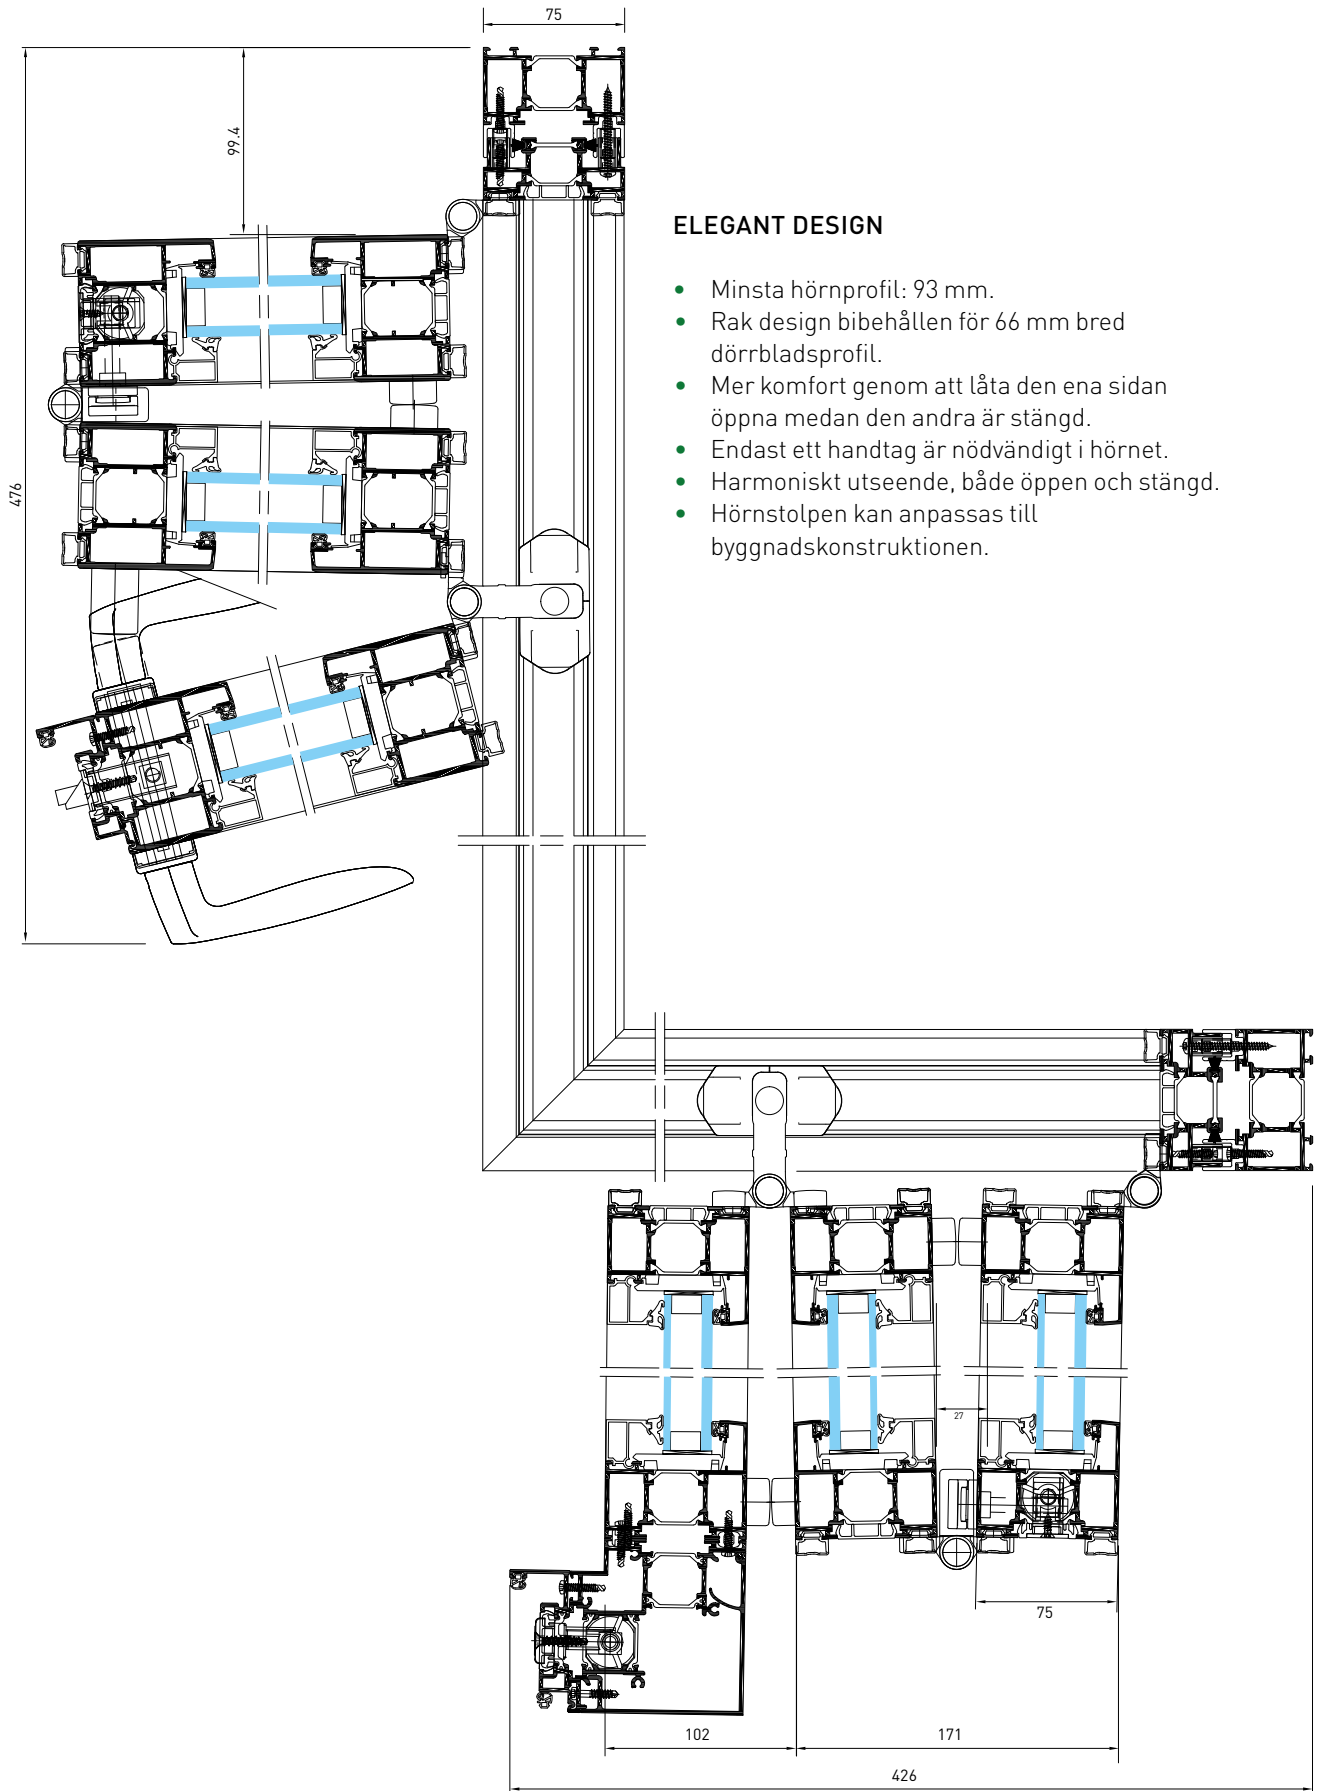 75
99.4
476
ELEGANT DESIGN
• Minsta hörnprofil: 93 mm.
• Rak design bibehållen för 66 mm bred
dörrbladsprofil.
• Mer komfort genom att låta den ena sidan
öppna medan den andra är stängd.
• Endast ett handtag är nödvändigt i hörnet.
• Harmoniskt utseende, både öppen och stängd.
• Hörnstolpen kan anpassas till
byggnadskonstruktionen.
27
75
102
171
426